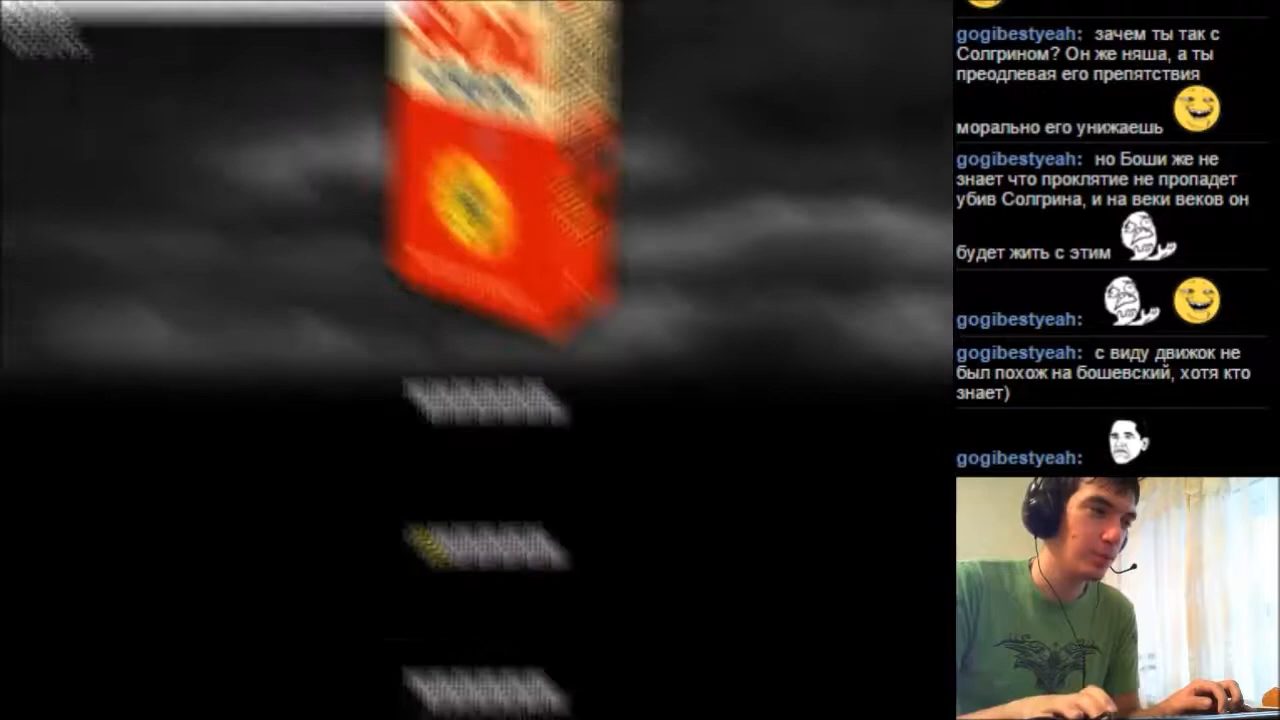 gogibestyeah: зачем ты так с
Солгрином? Он же няша, а ты
преодлевая его препятствия
морально его унижаешь
gogibestyeah: но Боши же не
знает что проклятие не пропадет
убив Солгрина, и на веки веков он
будет жить с этим
gogibestyeah:
gogibestyeah: с виду движок не
был похож на бошевский, хотя кто
знает)
gogibestyeah: